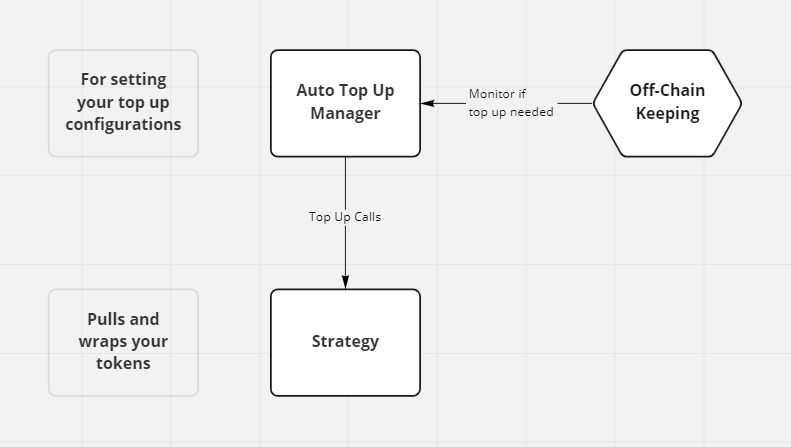 For setting
your top up
configurations
Auto Top Up
Manager
Monitor if
top up needed
Off-Chain
Keeping
Top Up Calls
Pulls and
wraps your
tokens
Strategy